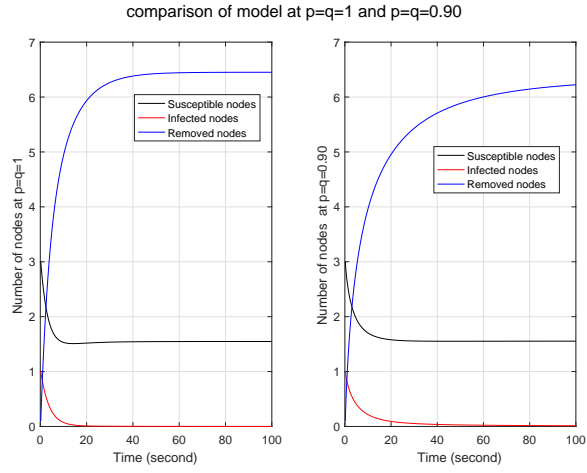 comparison of model at p=q=1 and p=q=0.90
Number of nodes at p=q=1
7
6
5
4
3
2
1
0
Susceptible nodes
Infected nodes
Removed nodes
0 20 40 60 80 100
Time (second)
Number of nodes at p=q=0.90
7
6
5
4
3
2
1
0
Susceptible nodes
Infected nodes
Removed nodes
0 20 40 60 80 100
Time (second)